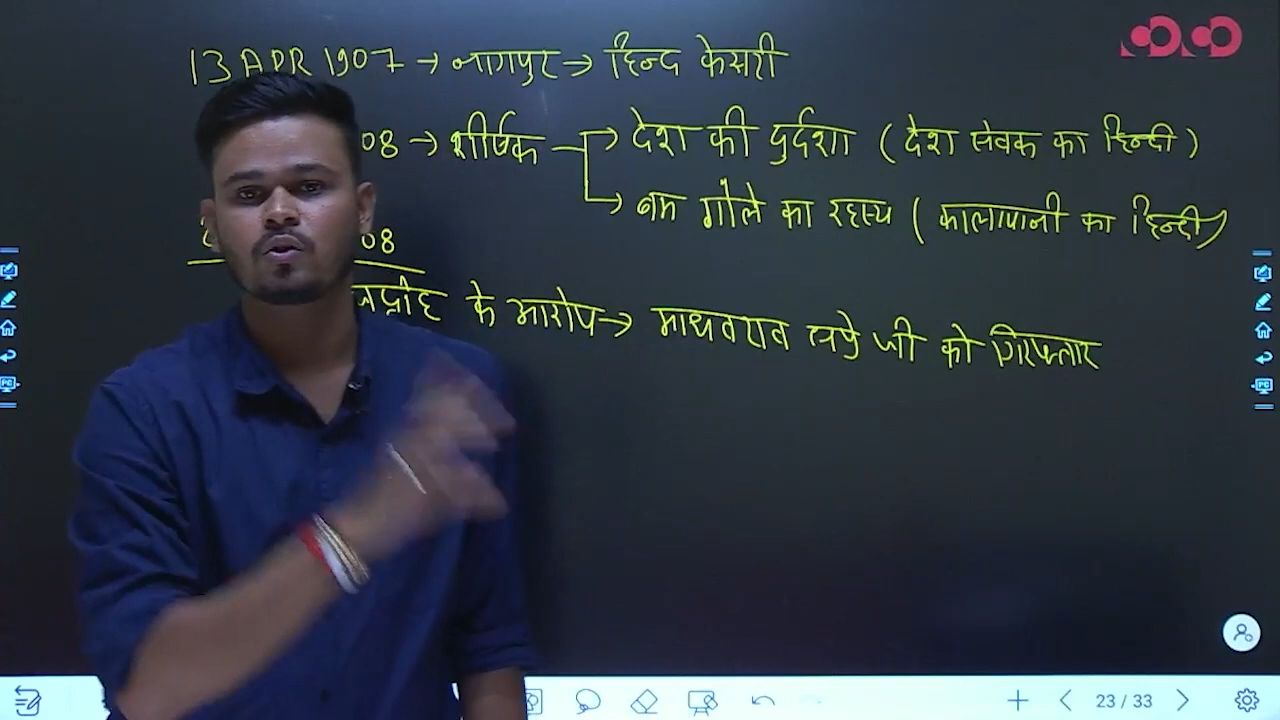 13 APR 1907 → नागपुर → हिन्द केसरी
08 → शीर्षक → देश की दुर्दशा (देश सेवक का हिन्दी)
→ बम गोले का रहस्य (कालापानी का हिन्दी)
08
के आरोप → माधवराव सप्रे जी को गिरफ्तार
23 / 33